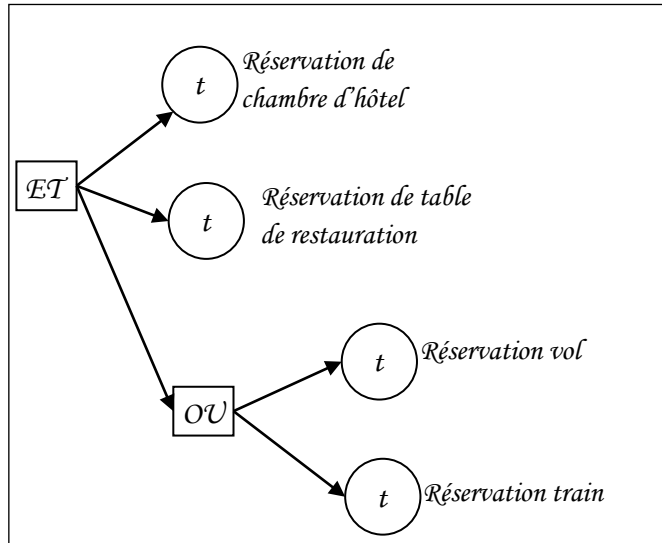 t
Réservation de
chambre d'hôtel
ET
t
Réservation de table
de restauration
t
Réservation vol
OU
t
Réservation train